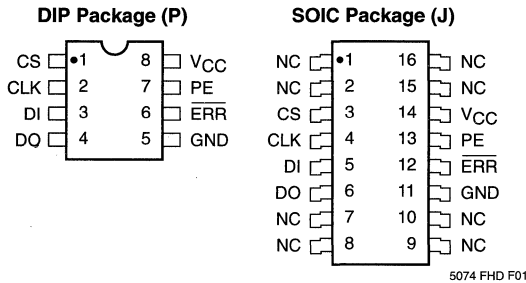 DIP Package (P)
CS 1 8 VCC
CLK 2 7 PE
DI 3 6 ERR
DO 4 5 GND
SOIC Package (J)
NC 1 16 NC
NC 2 15 NC
CS 3 14 VCC
CLK 4 13 PE
DI 5 12 ERR
DO 6 11 GND
NC 7 10 NC
NC 8 9 NC
5074 FHD F01